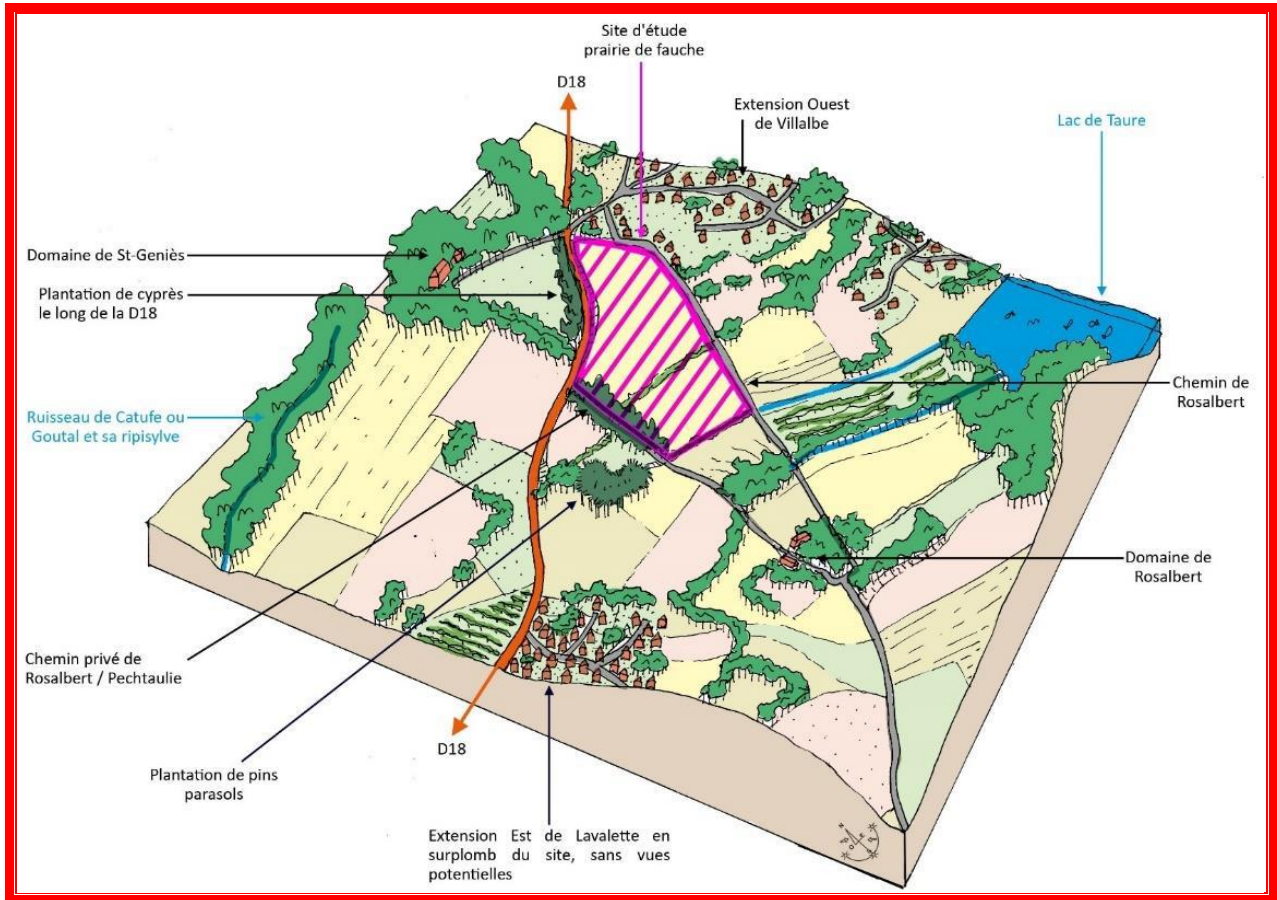 Site d'étude
prairie de fauche
D18
Extension Ouest
de Villalbe
Lac de Taure
Domaine de St-Geniès
Plantation de cyprès
le long de la D18
Ruisseau de Catufe ou
Goutal et sa ripisylve
Chemin de
Rosalbert
Domaine de
Rosalbert
Chemin privé de
Rosalbert / Pechtaulie
D18
Plantation de pins
parasols
Extension Est de Lavalette en
surplomb du site, sans vues
potentielles